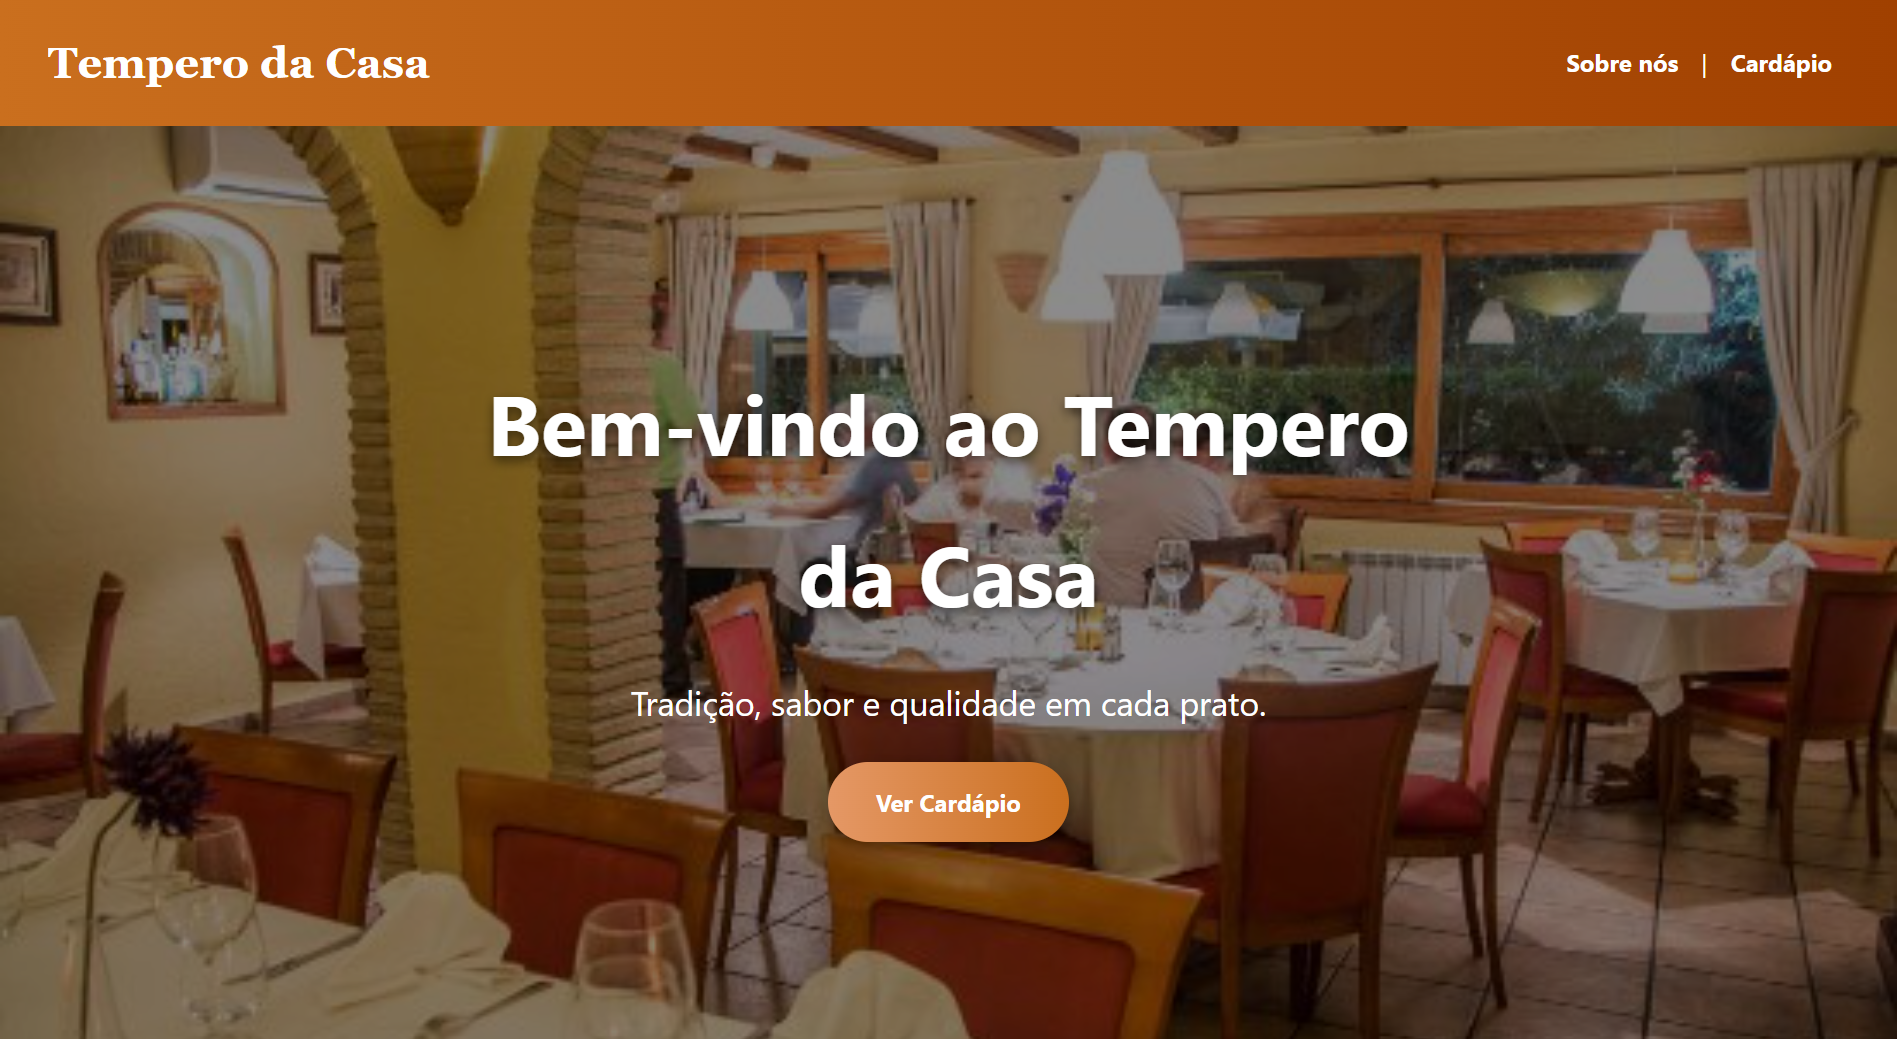 Tempero da Casa
Sobre nós | Cardápio
Bem-vindo ao Tempero
da Casa
Tradição, sabor e qualidade em cada prato.
Ver Cardápio